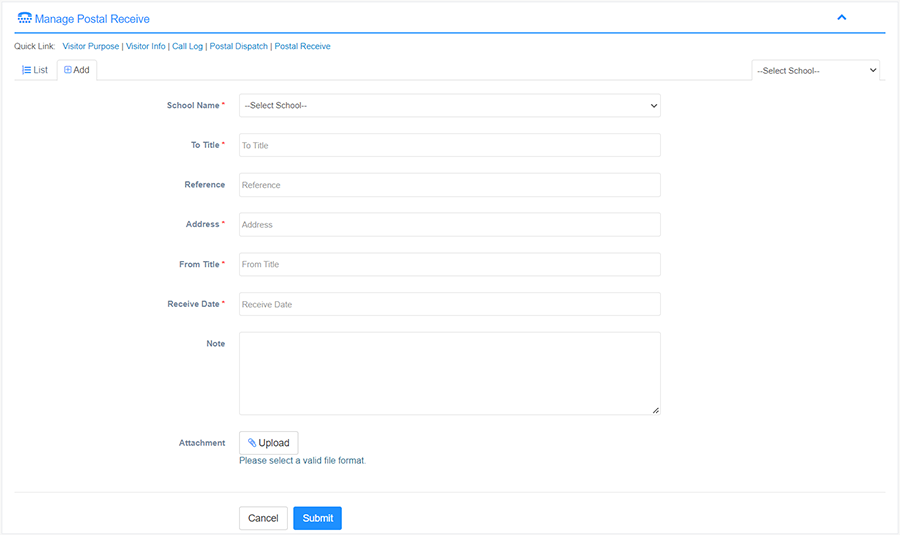 Manage Postal Receive
Quick Link: Visitor Purpose | Visitor Info | Call Log | Postal Dispatch | Postal Receive
List Add --Select School--
School Name * --Select School--
To Title * To Title
Reference Reference
Address * Address
From Title * From Title
Receive Date * Receive Date
Note
Attachment Upload
Please select a valid file format.
Cancel Submit